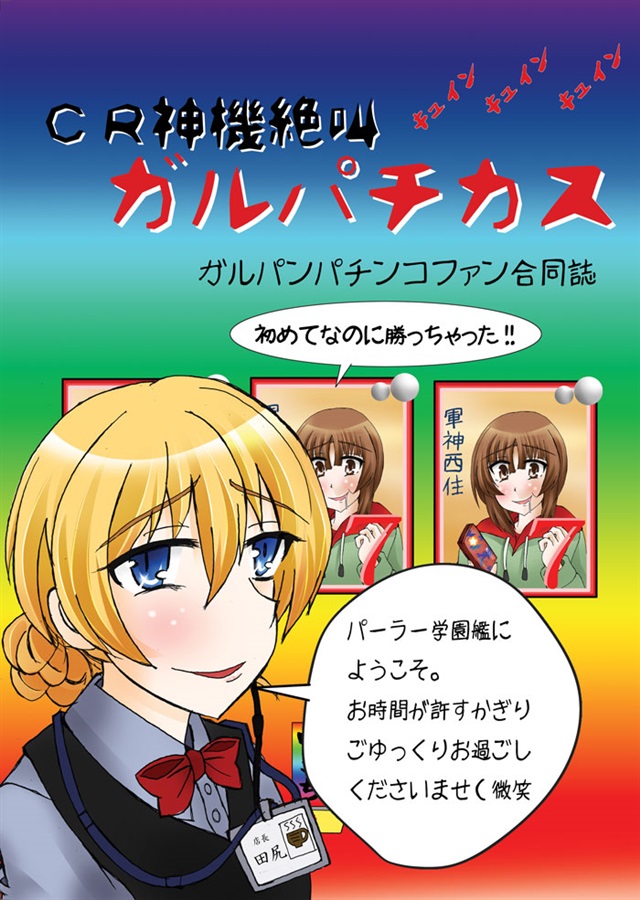 キュイン キュイン キュイン
CR神機絶叫
ガルパチカス
ガルパンパチンコファン合同誌
初めてなのに勝っちゃった!!
軍神西住
7
7
パーラー学園艦に
ようこそ。
お時間が許すかぎり
ごゆっくりお過ごし
くださいませ(微笑
店長
田尻